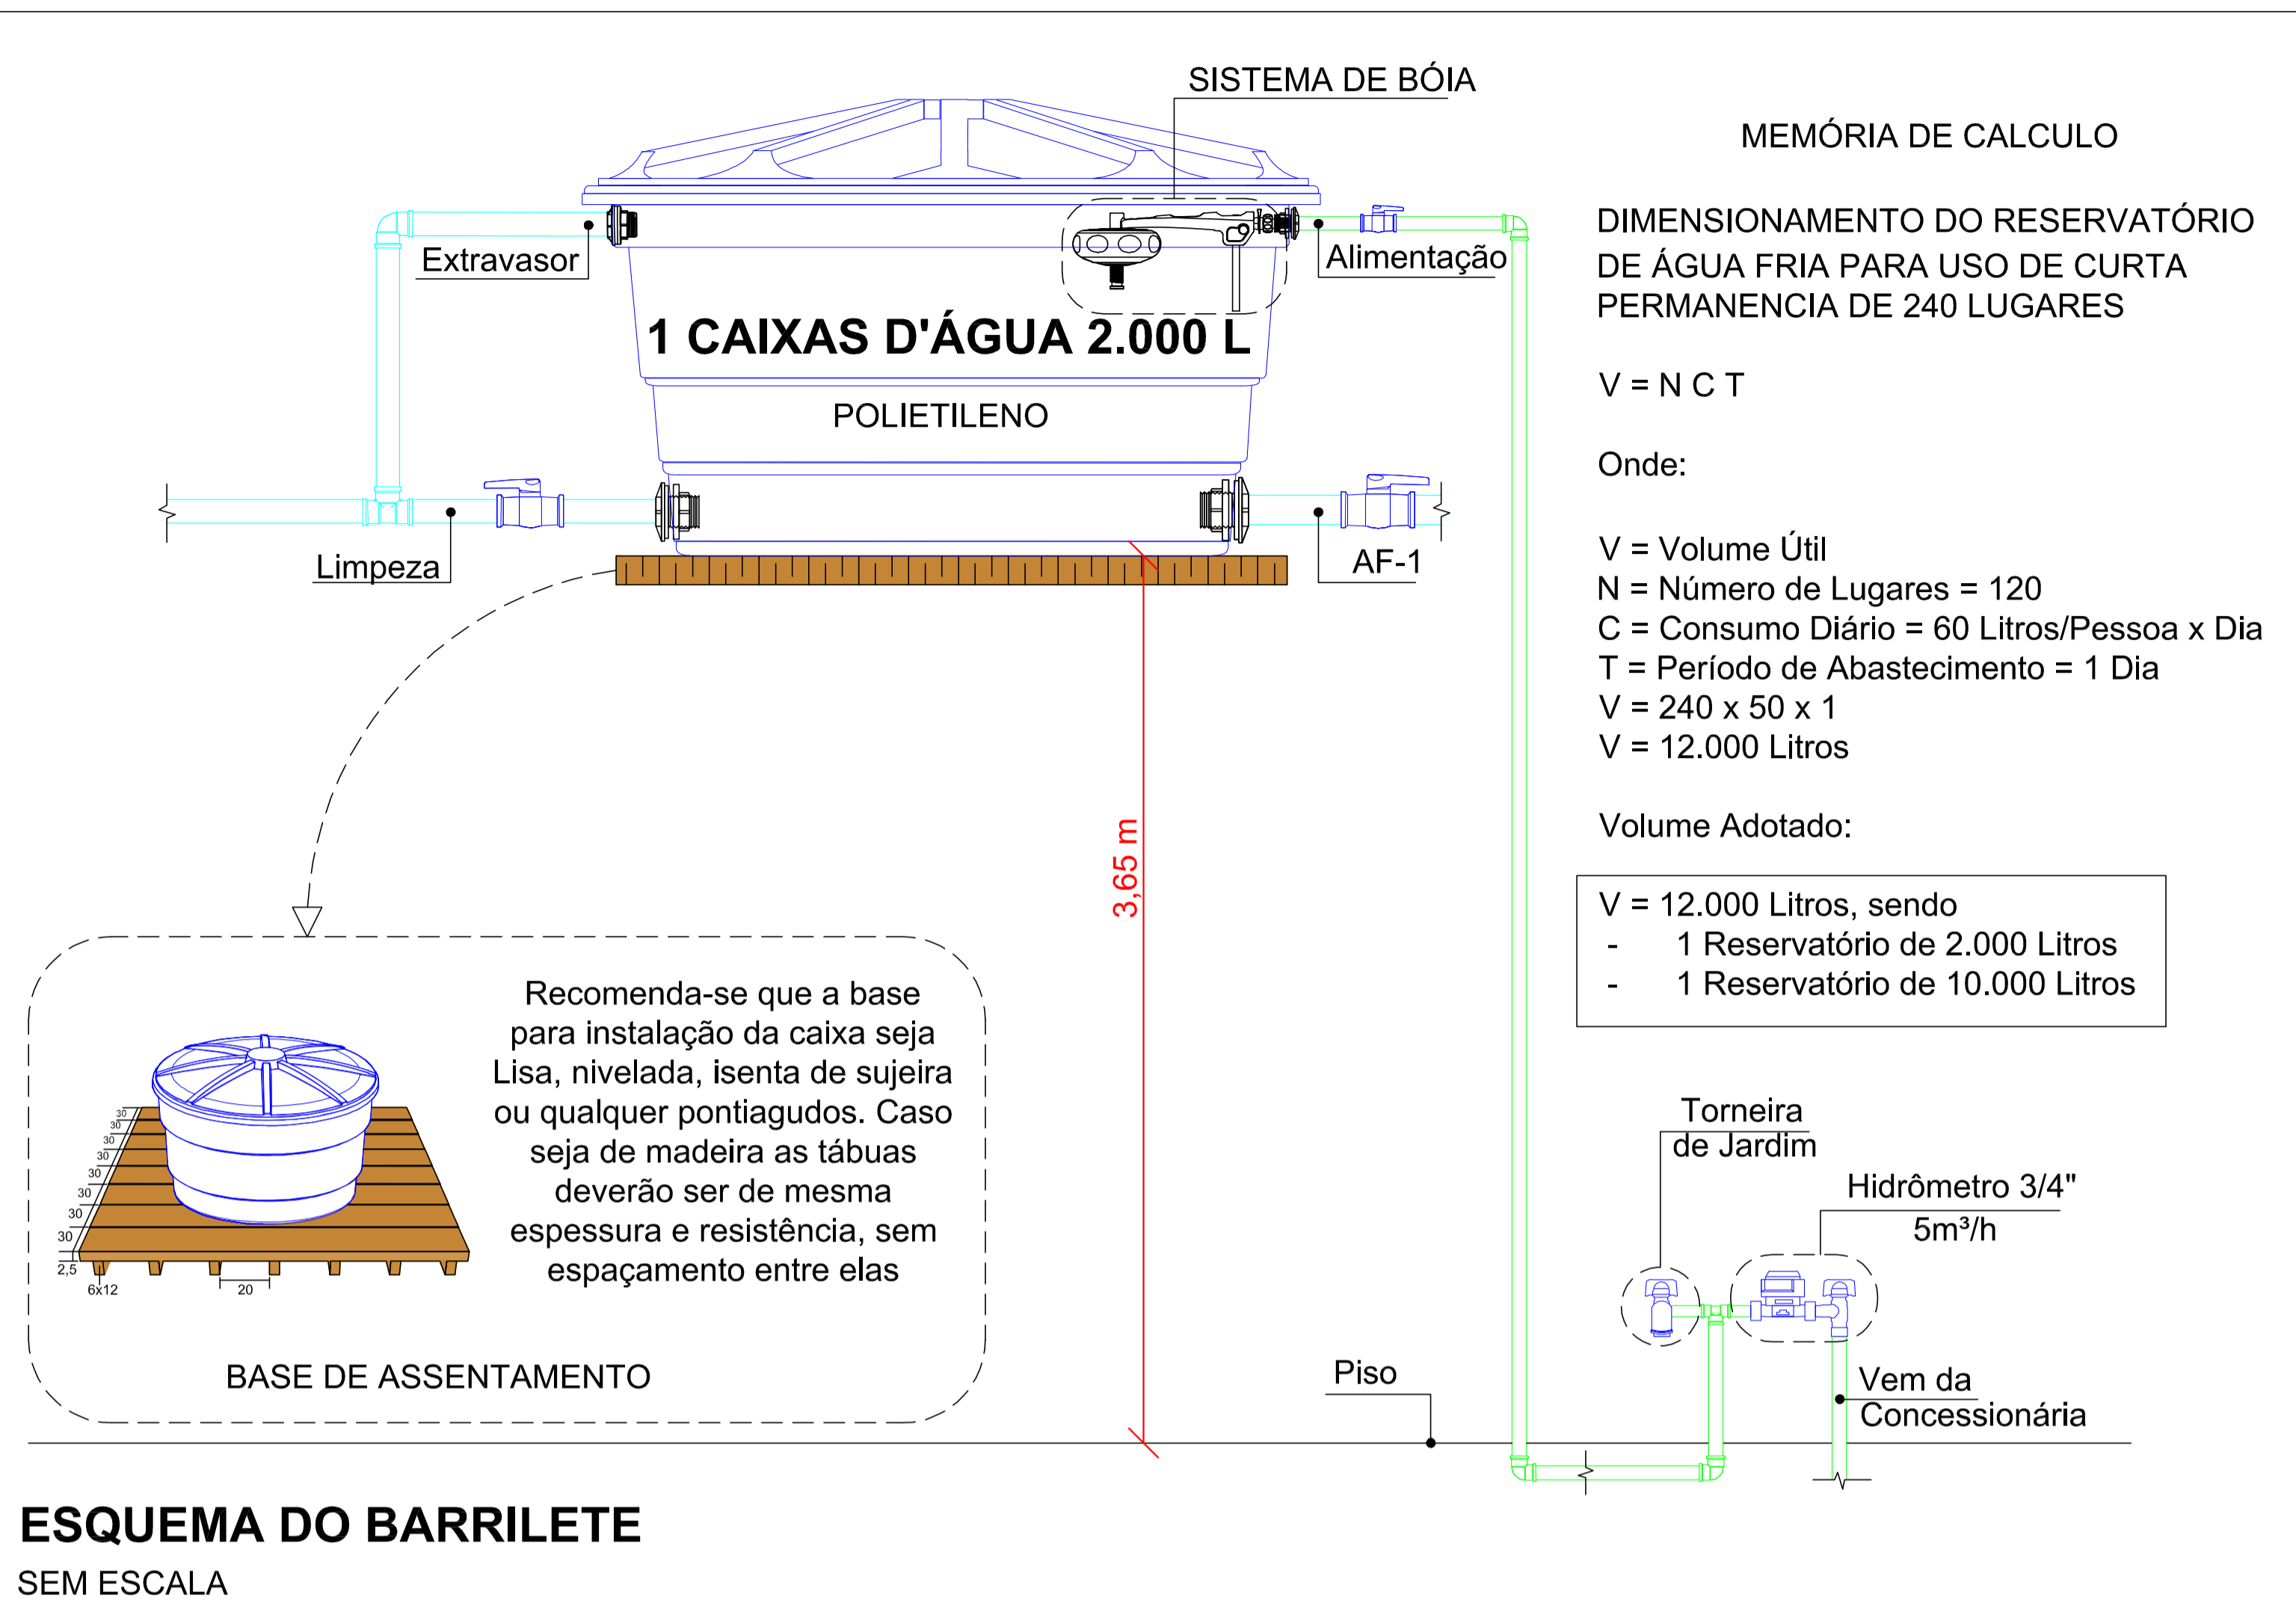 SISTEMA DE BÓIA
Extravasor
Alimentação
1 CAIXAS D'ÁGUA 2.000 L
POLIETILENO
Limpeza
AF-1
3,65 m
MEMÓRIA DE CALCULO
DIMENSIONAMENTO DO RESERVATÓRIO
DE ÁGUA FRIA PARA USO DE CURTA
PERMANENCIA DE 240 LUGARES
V = N C T
Onde:
V = Volume Útil
N = Número de Lugares = 120
C = Consumo Diário = 60 Litros/Pessoa x Dia
T = Período de Abastecimento = 1 Dia
V = 240 x 50 x 1
V = 12.000 Litros
Volume Adotado:
V = 12.000 Litros, sendo
- 1 Reservatório de 2.000 Litros
- 1 Reservatório de 10.000 Litros
Recomenda-se que a base
para instalação da caixa seja
Lisa, nivelada, isenta de sujeira
ou qualquer pontiagudos. Caso
seja de madeira as tábuas
deverão ser de mesma
espessura e resistência, sem
espaçamento entre elas
30
30
30
30
30
30
30
30
2,5
6x12
20
BASE DE ASSENTAMENTO
Torneira
de Jardim
Hidrômetro 3/4"
5m³/h
Piso
Vem da
Concessionária
ESQUEMA DO BARRILETE
SEM ESCALA